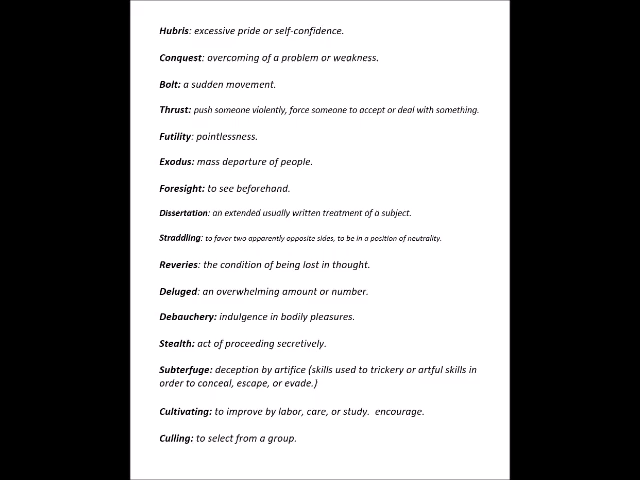 Hubris: excessive pride or self-confidence.
Conquest: overcoming of a problem or weakness.
Bolt: a sudden movement.
Thrust: push someone violently, force someone to accept or deal with something.
Futility: pointlessness.
Exodus: mass departure of people.
Foresight: to see beforehand.
Dissertation: an extended usually written treatment of a subject.
Straddling: to favor two apparently opposite sides, to be in a position of neutrality.
Reveries: the condition of being lost in thought.
Deluged: an overwhelming amount or number.
Debauchery: indulgence in bodily pleasures.
Stealth: act of proceeding secretively.
Subterfuge: deception by artifice (skills used to trickery or artful skills in
order to conceal, escape, or evade.)
Cultivating: to improve by labor, care, or study.  encourage.
Culling: to select from a group.